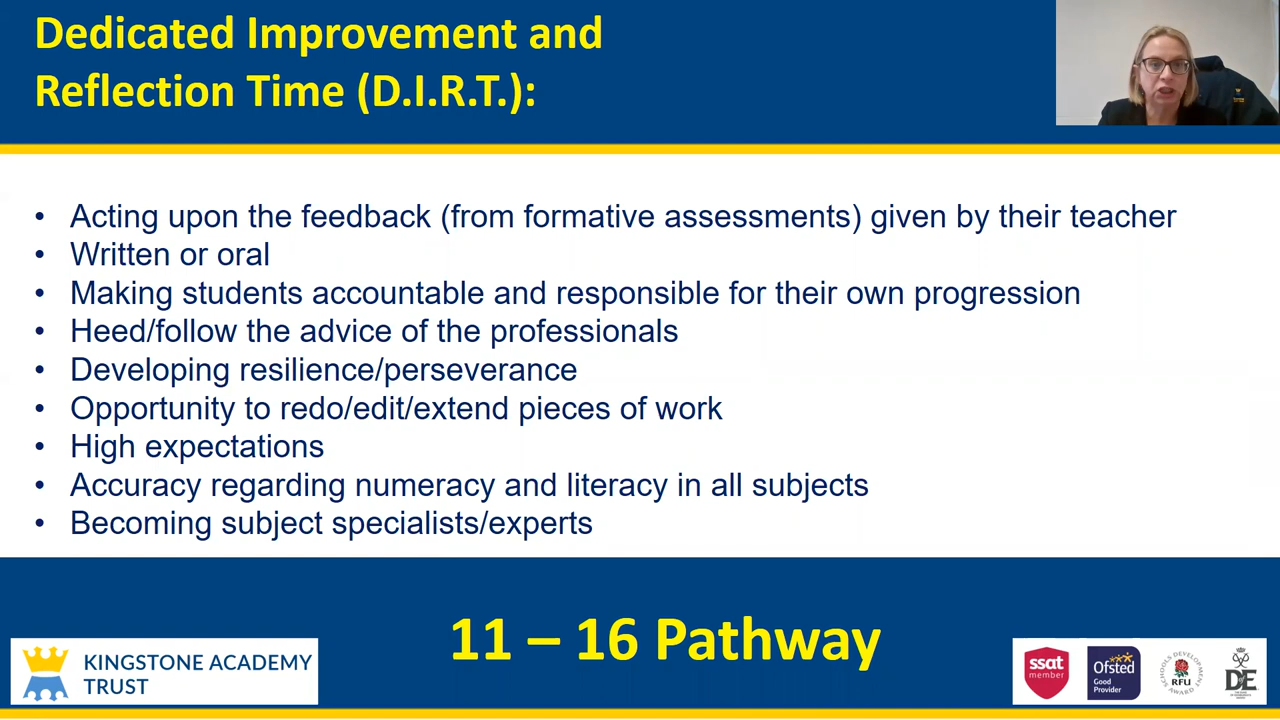 Dedicated Improvement and
Reflection Time (D.I.R.T.):
• Acting upon the feedback (from formative assessments) given by their teacher
• Written or oral
• Making students accountable and responsible for their own progression
• Heed/follow the advice of the professionals
• Developing resilience/perseverance
• Opportunity to redo/edit/extend pieces of work
• High expectations
• Accuracy regarding numeracy and literacy in all subjects
• Becoming subject specialists/experts
11 – 16 Pathway
KINGSTONE ACADEMY
TRUST
ssat
member
Ofsted
Good
Provider
SCHOOLS DEVELOPMENT
RFU
AWARD
DE